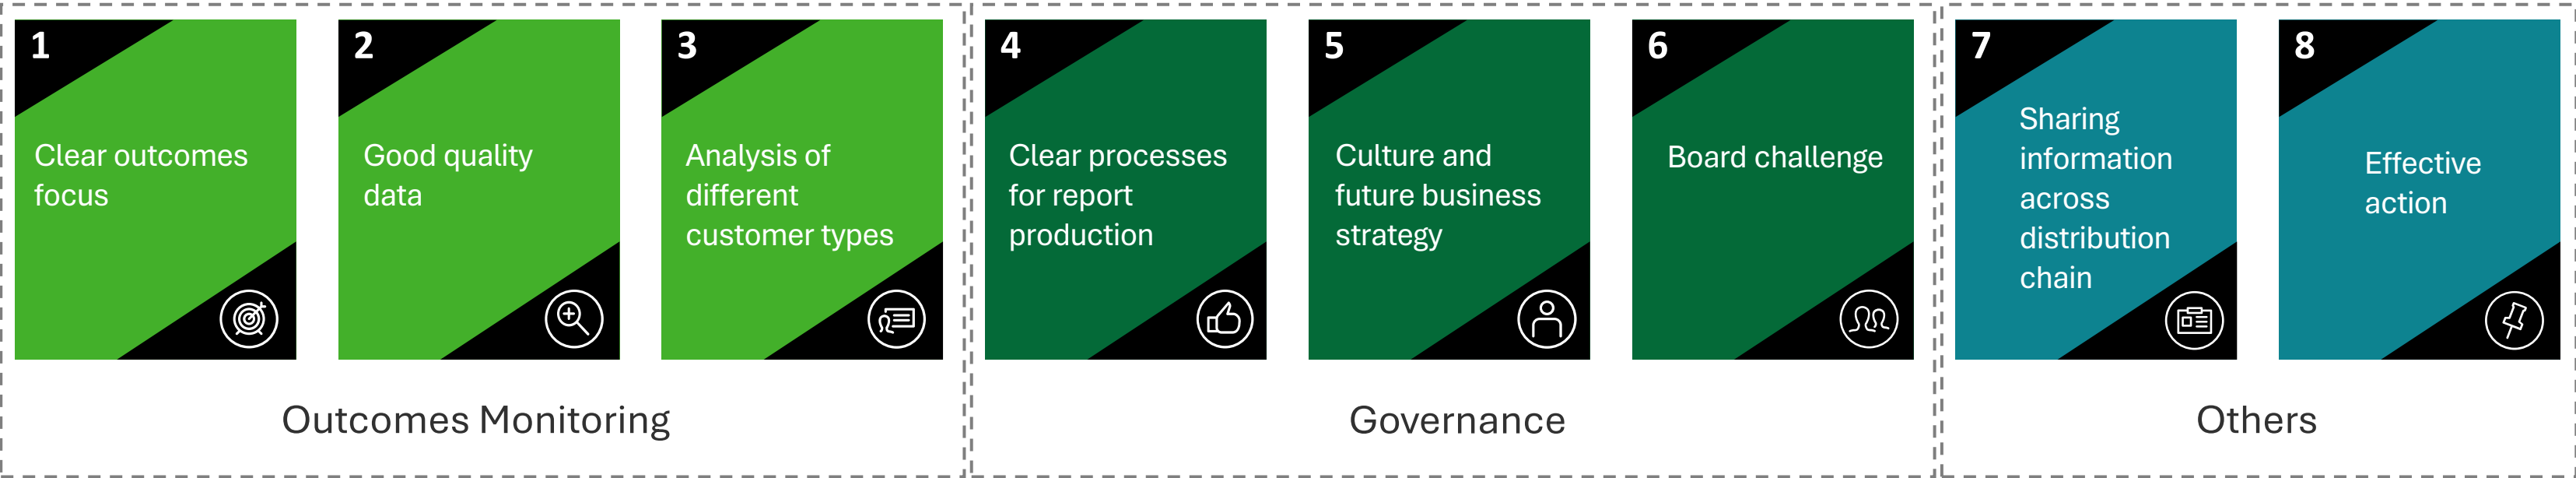 1
Clear outcomes
focus
2
Good quality
data
3
Analysis of
different
customer types
Outcomes Monitoring
4
Clear processes
for report
production
5
Culture and
future business
strategy
6
Board challenge
Governance
7
Sharing
information
across
distribution
chain
8
Effective
action
Others